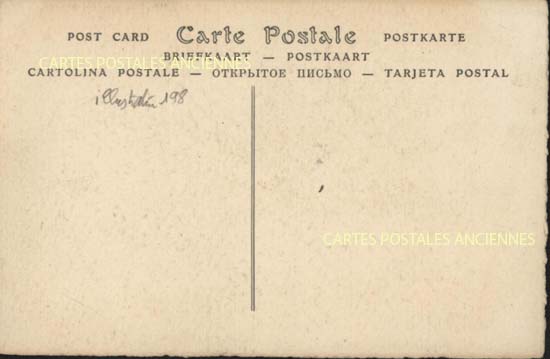 POST CARD Carte Postale POSTKARTE
BRIEFKAART — POSTKAART
CARTES POSTALES ANCIENNES
CARTOLINA POSTALE — ОТКРЫТОЕ ПИСЬМО — TARJETA POSTAL
198
CARTES POSTALES ANCIENNES